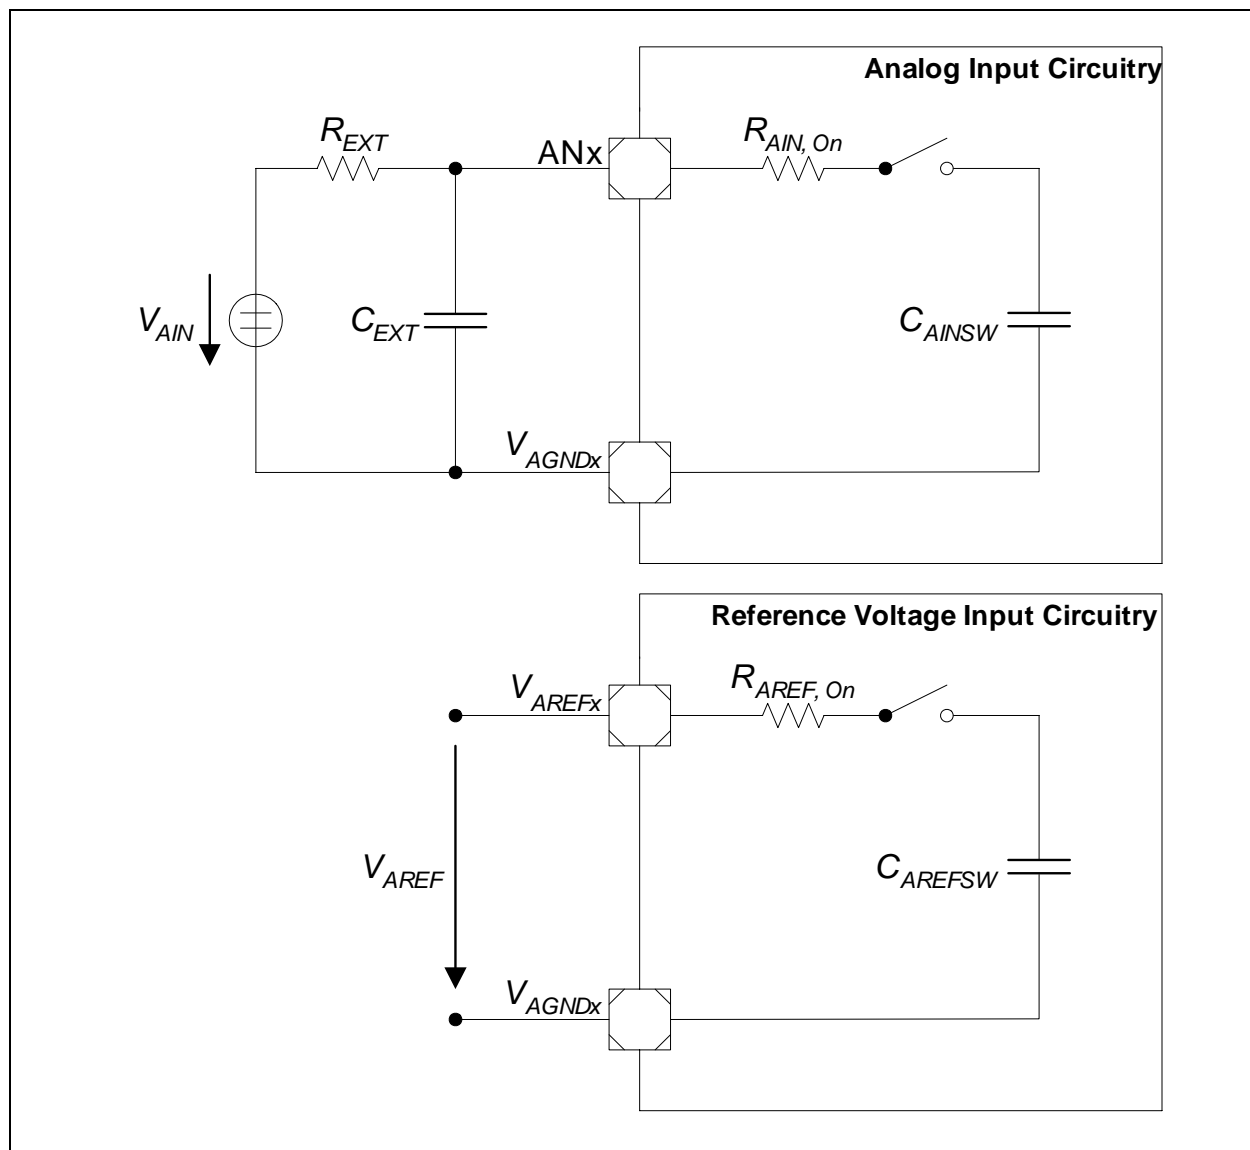 Analog Input Circuitry
R_EXT
ANx
R_AIN, On
V_AIN
C_EXT
C_AINSW
V_AGNDx
Reference Voltage Input Circuitry
V_AREFx
R_AREF, On
V_AREF
C_AREFSW
V_AGNDx